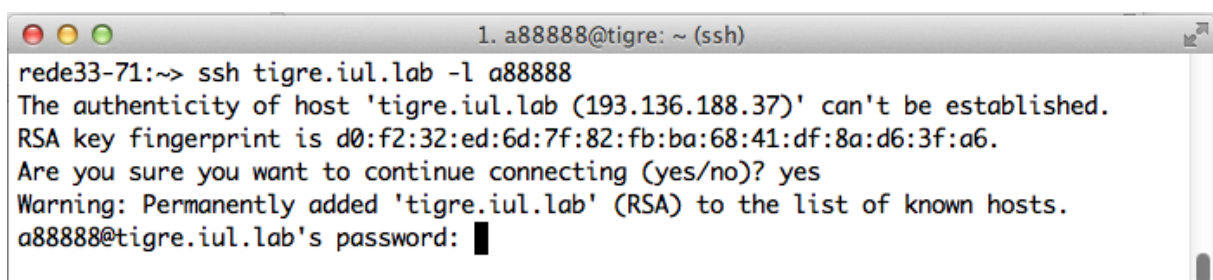 1. a88888@tigre: ~ (ssh)
rede33-71:~> ssh tigre.iul.lab -l a88888
The authenticity of host 'tigre.iul.lab (193.136.188.37)' can't be established.
RSA key fingerprint is d0:f2:32:ed:6d:7f:82:fb:ba:68:41:df:8a:d6:3f:a6.
Are you sure you want to continue connecting (yes/no)? yes
Warning: Permanently added 'tigre.iul.lab' (RSA) to the list of known hosts.
a88888@tigre.iul.lab's password: